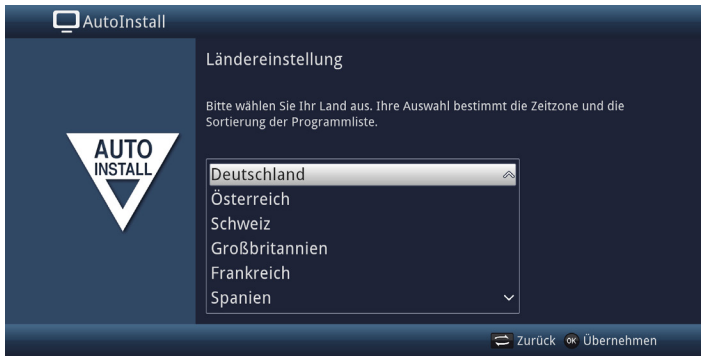 AutoInstall
Ländereinstellung
Bitte wählen Sie Ihr Land aus. Ihre Auswahl bestimmt die Zeitzone und die
Sortierung der Programmliste.
AUTO
INSTALL
Deutschland
Österreich
Schweiz
Großbritannien
Frankreich
Spanien
Zurück OK Übernehmen